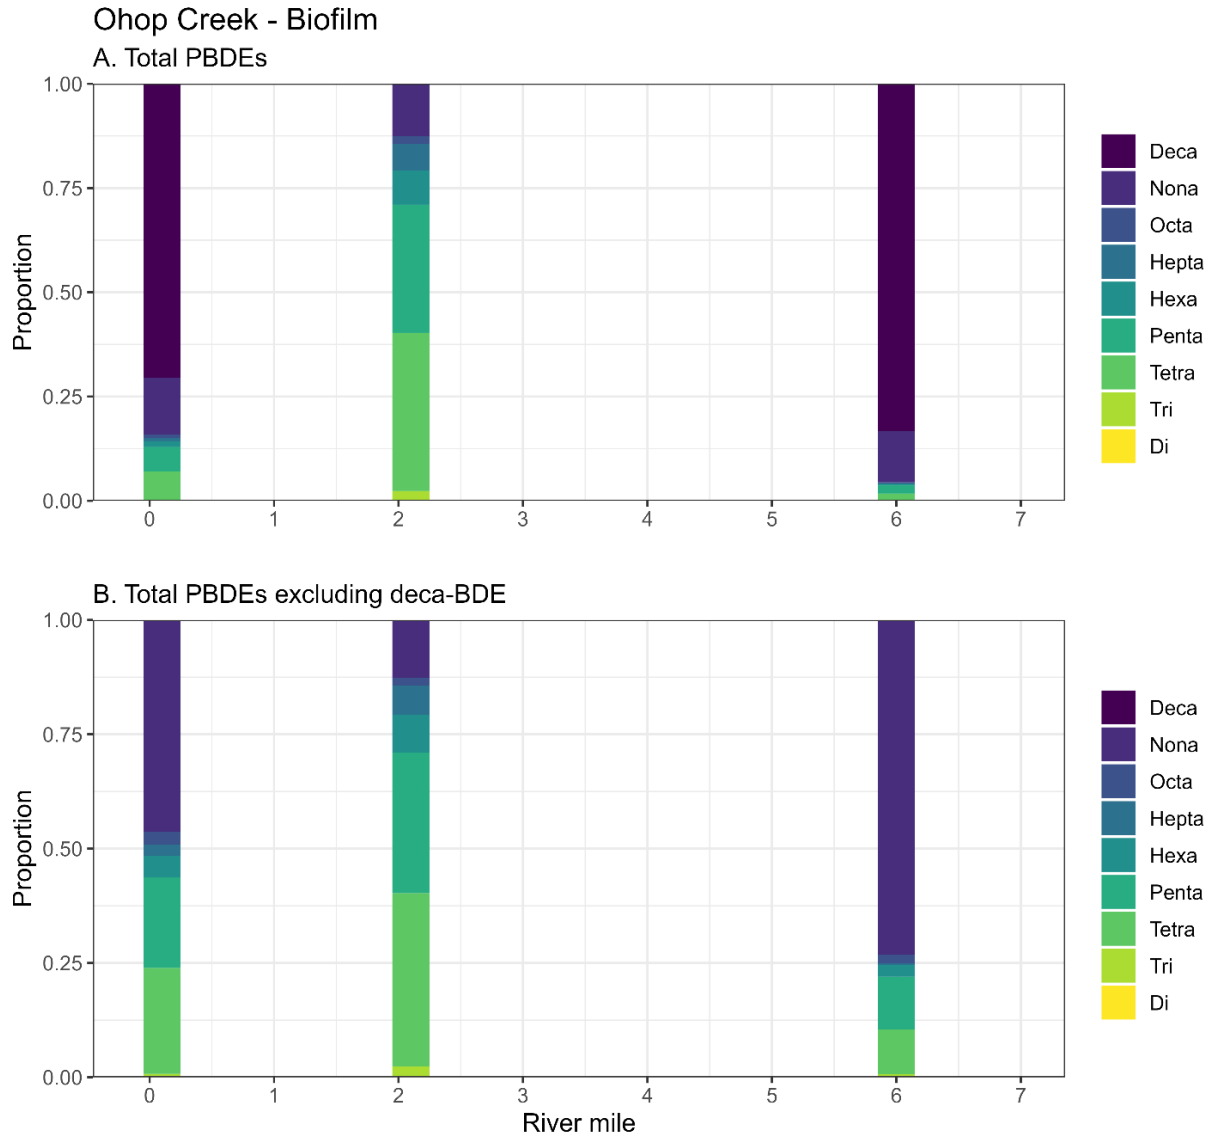 Ohop Creek - Biofilm
A. Total PBDEs
1.00
0.75
0.50
0.25
0.00
Proportion
0 1 2 3 4 5 6 7
Deca
Nona
Octa
Hepta
Hexa
Penta
Tetra
Tri
Di
B. Total PBDEs excluding deca-BDE
1.00
0.75
0.50
0.25
0.00
Proportion
0 1 2 3 4 5 6 7
River mile
Deca
Nona
Octa
Hepta
Hexa
Penta
Tetra
Tri
Di